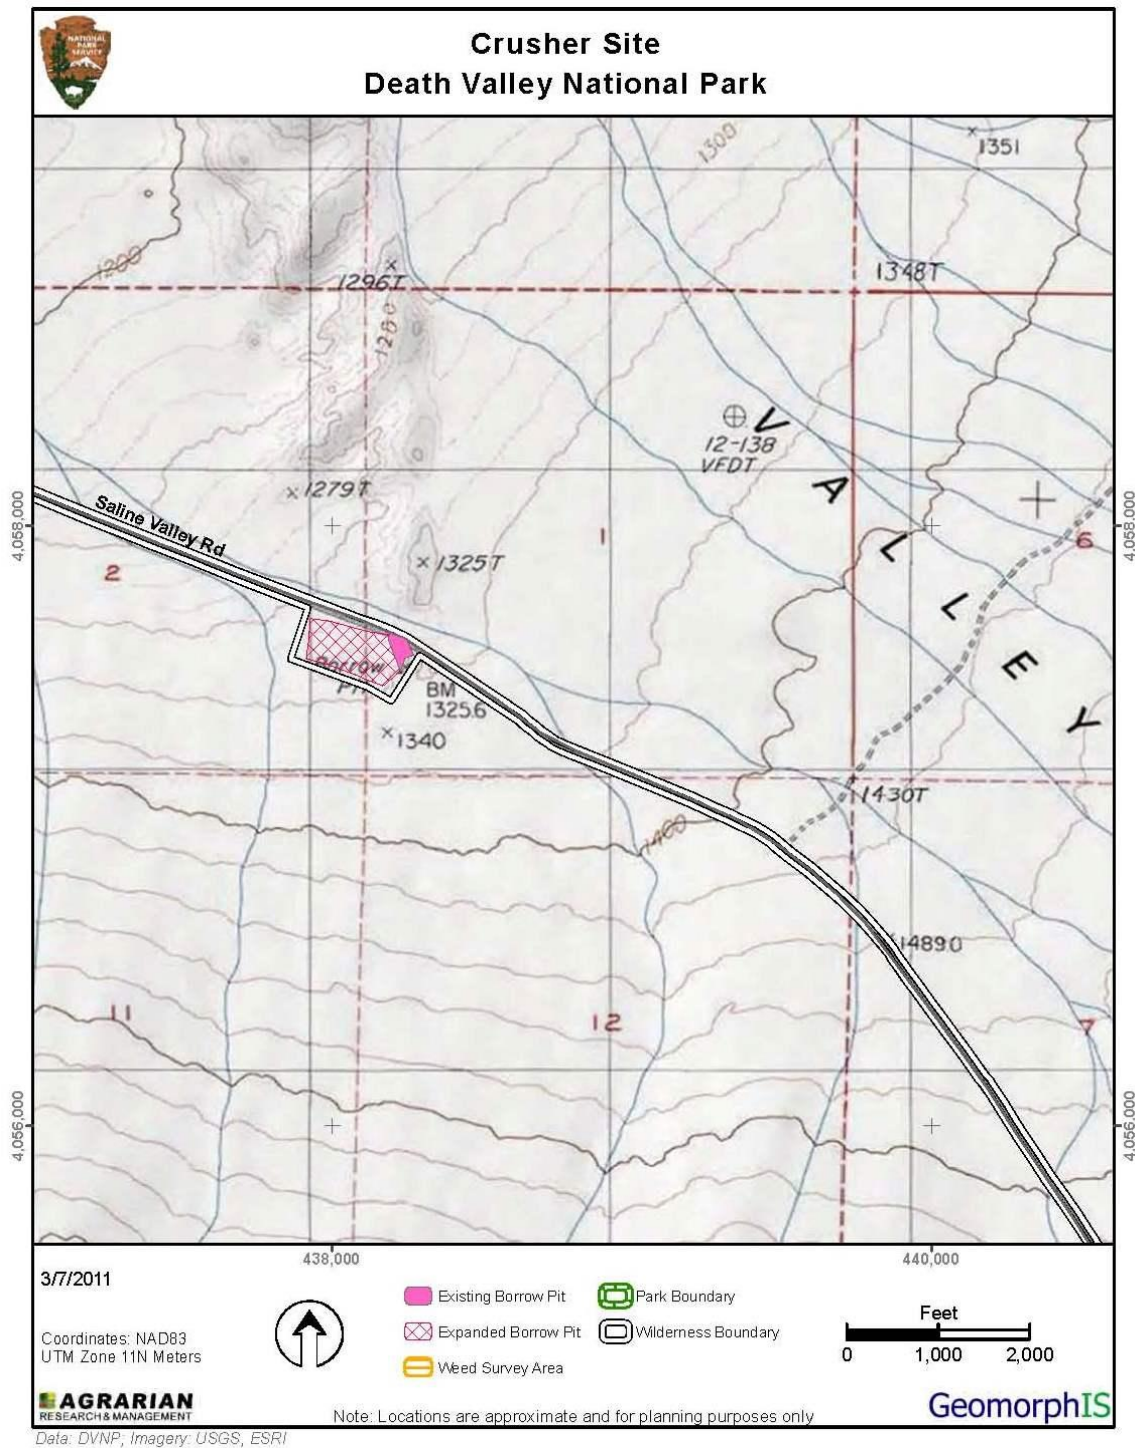 NATIONAL
PARK
SERVICE
Crusher Site
Death Valley National Park
1300
1351
1200
1348T
1296T
1280
12-138
VFDT
V
A
L
L
E
Y
1279T
Saline Valley Rd
1
6
4,058,000
4,058,000
1325T
2
Borrow
Pit
BM
1325.6
1340
1430T
1400
1489.0
11
12
7
4,056,000
4,056,000
438,000
440,000
3/7/2011
Existing Borrow Pit
Park Boundary
Expanded Borrow Pit
Wilderness Boundary
Weed Survey Area
Feet
0 1,000 2,000
Coordinates: NAD83
UTM Zone 11N Meters
AGRARIAN
RESEARCH & MANAGEMENT
Note: Locations are approximate and for planning purposes only
GeomorphIS
Data: DVNP; Imagery: USGS, ESRI